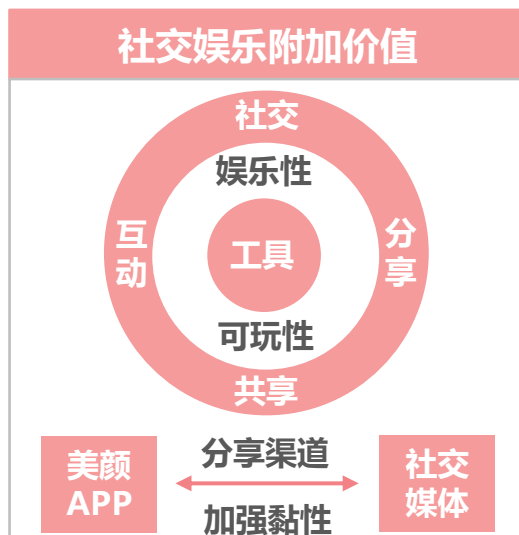 社交娱乐附加价值
社交
娱乐性
互动
工具
分享
可玩性
共享
美颜
APP
分享渠道
加强黏性
社交
媒体